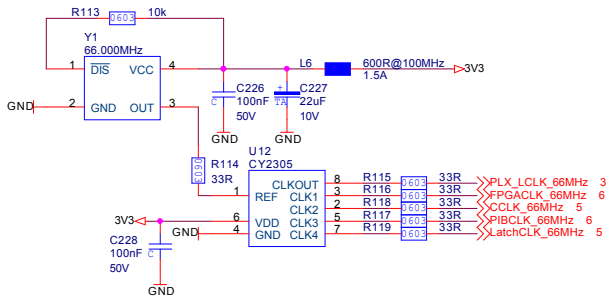 R113 0603 10k
Y1
66.000MHz
1 DIS VCC 4
L6 600R@100MHz 3V3
1.5A
GND 2 GND OUT 3
C226
100nF
C
50V
C227
+
22uF
TA
10V
GND GND
R114
0603
33R
U12
CY2305
CLKOUT 8 R115 0603 33R PLX_LCLK_66MHz 3
1 REF CLK1 3 R116 0603 33R FPGACLK_66MHz 6
CLK2 2 R118 0603 33R CCLK_66MHz 5
3V3 6 VDD CLK3 5 R117 0603 33R PIBCLK_66MHz 6
GND 4 GND CLK4 7 R119 0603 33R LatchCLK_66MHz 5
C228
100nF
C
50V
GND